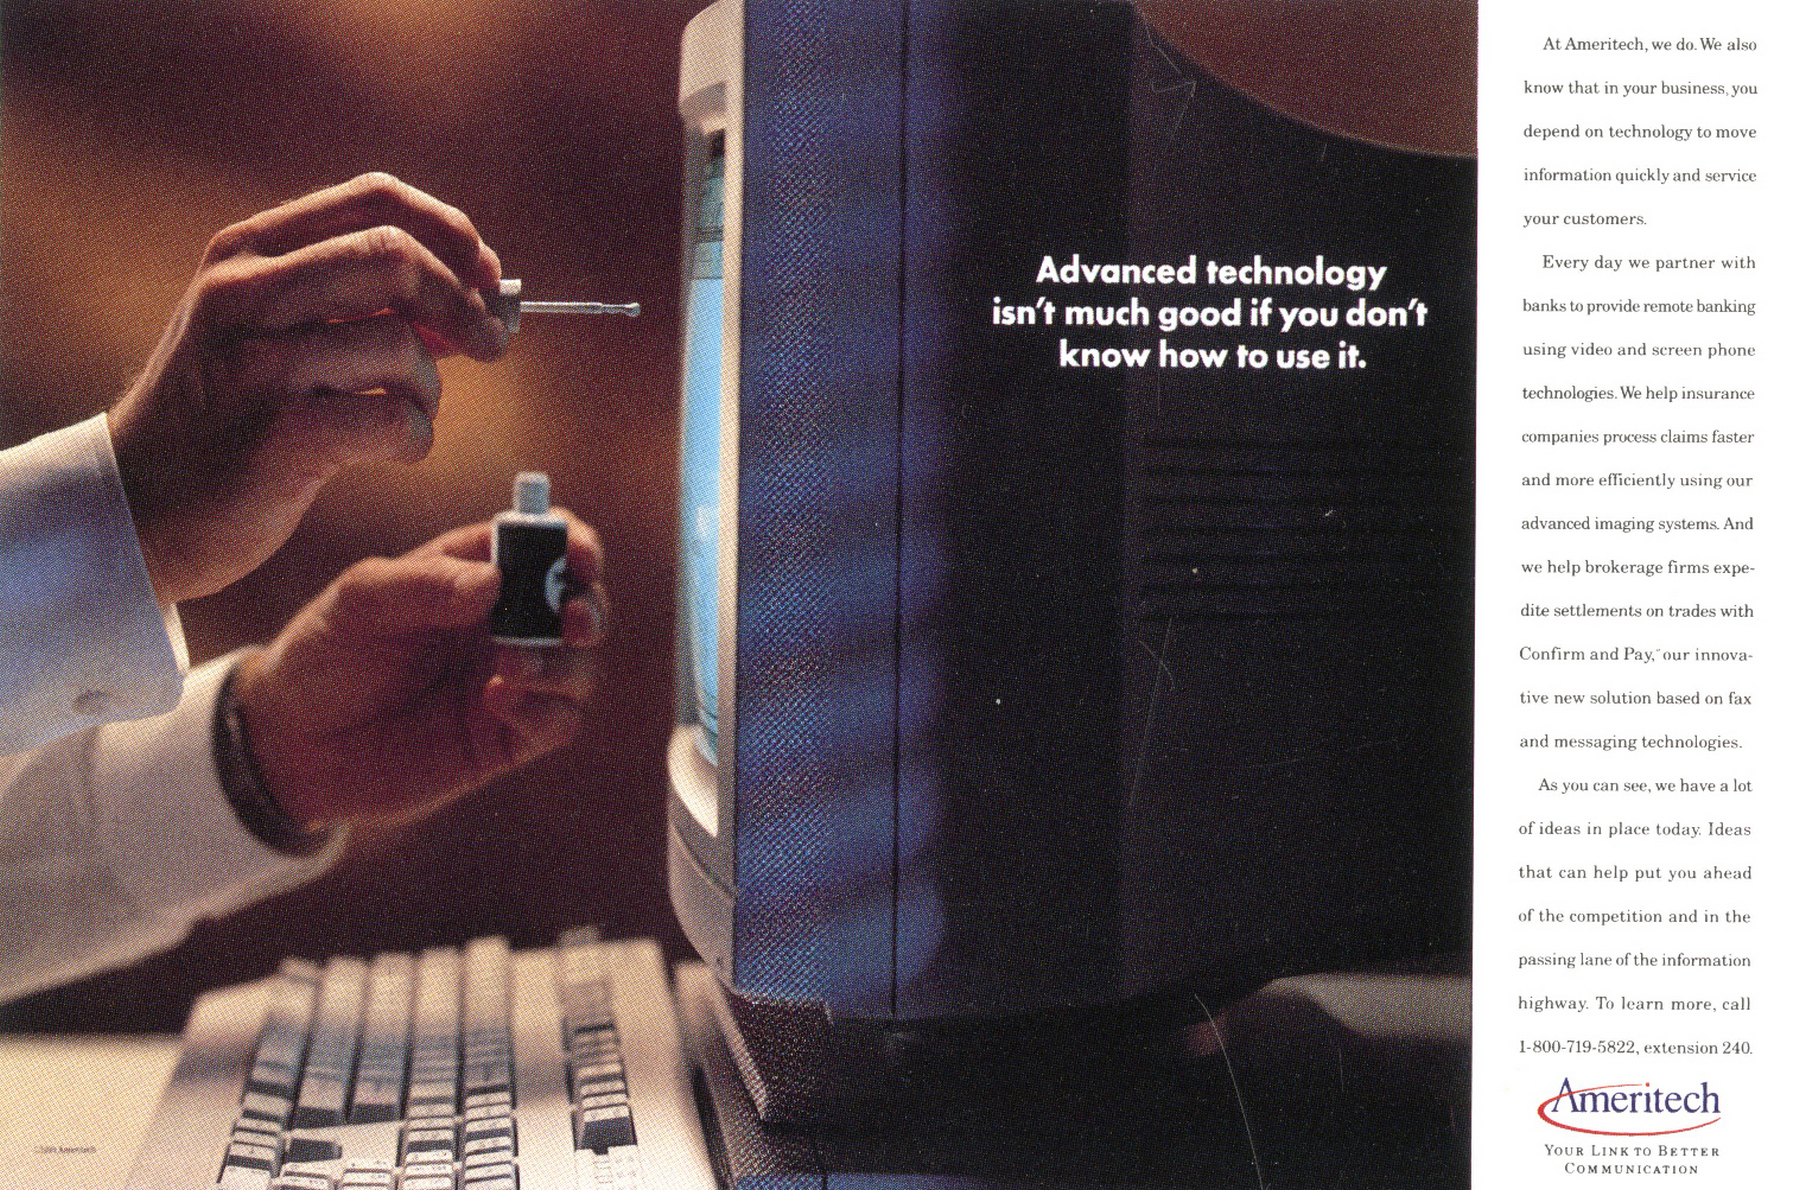 Advanced technology
isn't much good if you don't
know how to use it.
At Ameritech, we do. We also
know that in your business, you
depend on technology to move
information quickly and service
your customers.
Every day we partner with
banks to provide remote banking
using video and screen phone
technologies. We help insurance
companies process claims faster
and more efficiently using our
advanced imaging systems. And
we help brokerage firms expe-
dite settlements on trades with
Confirm and Pay,℠ our innova-
tive new solution based on fax
and messaging technologies.
As you can see, we have a lot
of ideas in place today. Ideas
that can help put you ahead
of the competition and in the
passing lane of the information
highway. To learn more, call
1-800-719-5822, extension 240.
Ameritech
YOUR LINK TO BETTER
COMMUNICATION
Ameritech